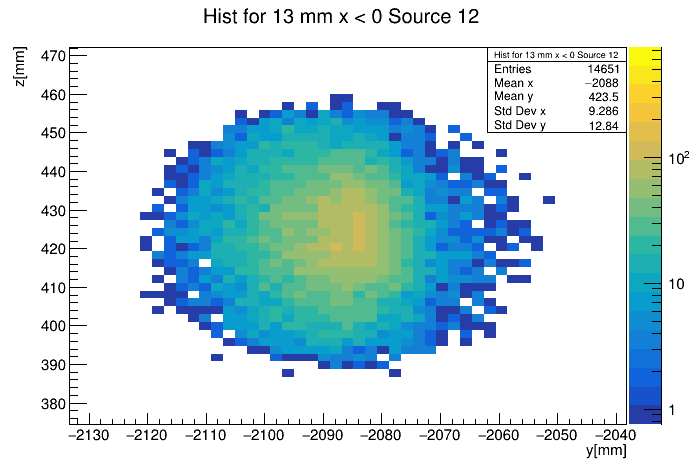 Hist for 13 mm x < 0 Source 12
z[mm]
Hist for 13 mm x < 0 Source 12
Entries 14651
Mean x −2088
Mean y 423.5
Std Dev x 9.286
Std Dev y 12.84
470
460
450
440
430
420
410
400
390
380
10²
10
1
−2130 −2120 −2110 −2100 −2090 −2080 −2070 −2060 −2050 −2040
y[mm]